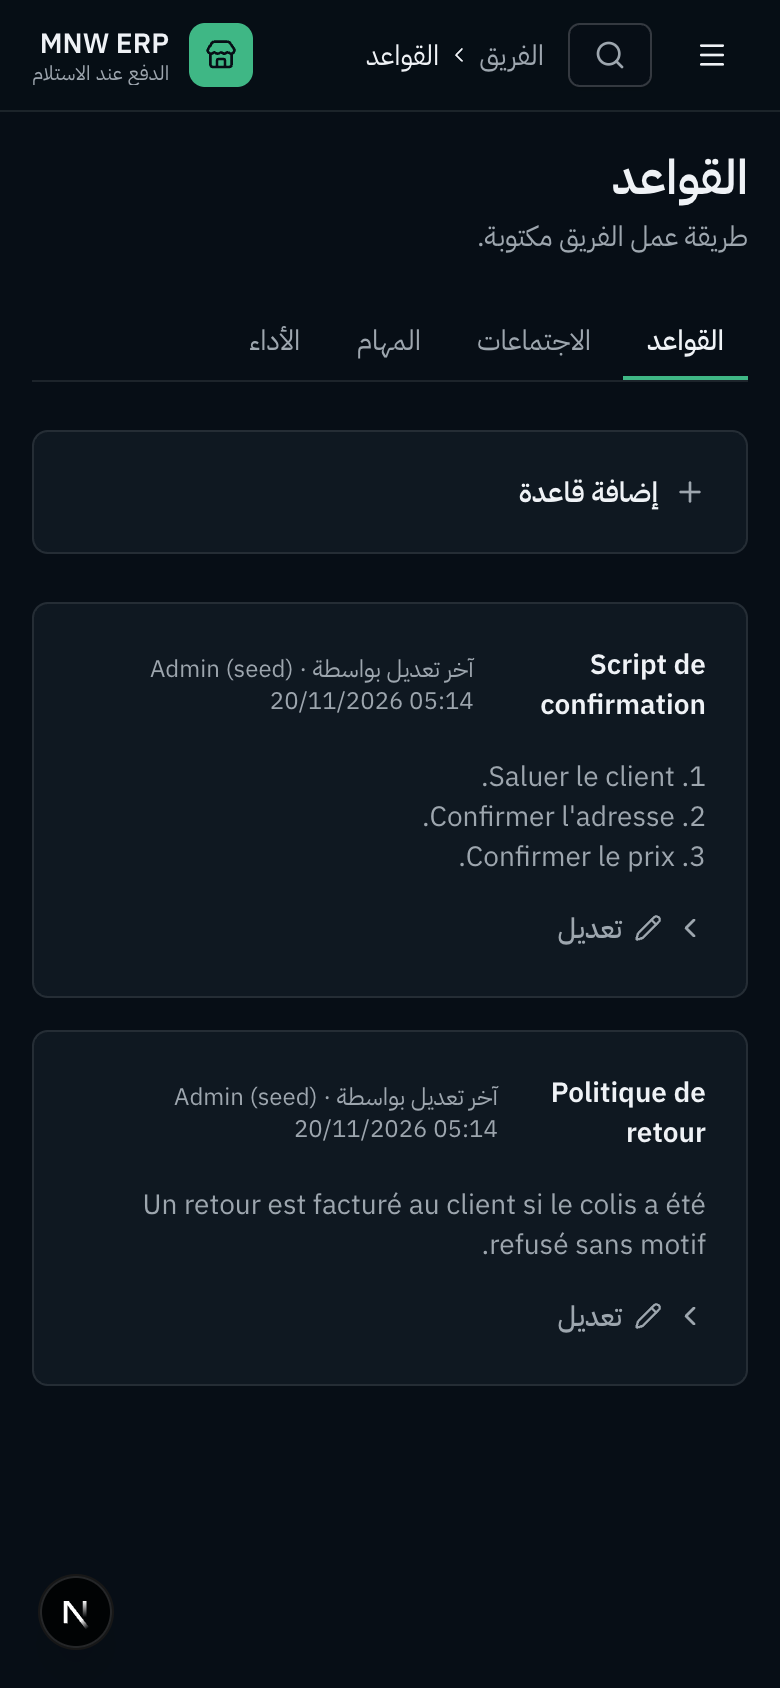 الفريق
القواعد
MNW ERP
الدفع عند الاستلام
القواعد
طريقة عمل الفريق مكتوبة.
القواعد
الاجتماعات
المهام
الأداء
إضافة قاعدة
Script de
confirmation
آخر تعديل بواسطة Admin (seed) ·
20/11/2026 05:14
1. Saluer le client.
2. Confirmer l'adresse.
3. Confirmer le prix.
تعديل
Politique de
retour
آخر تعديل بواسطة Admin (seed) ·
20/11/2026 05:14
Un retour est facturé au client si le colis a été
refusé sans motif.
تعديل
N